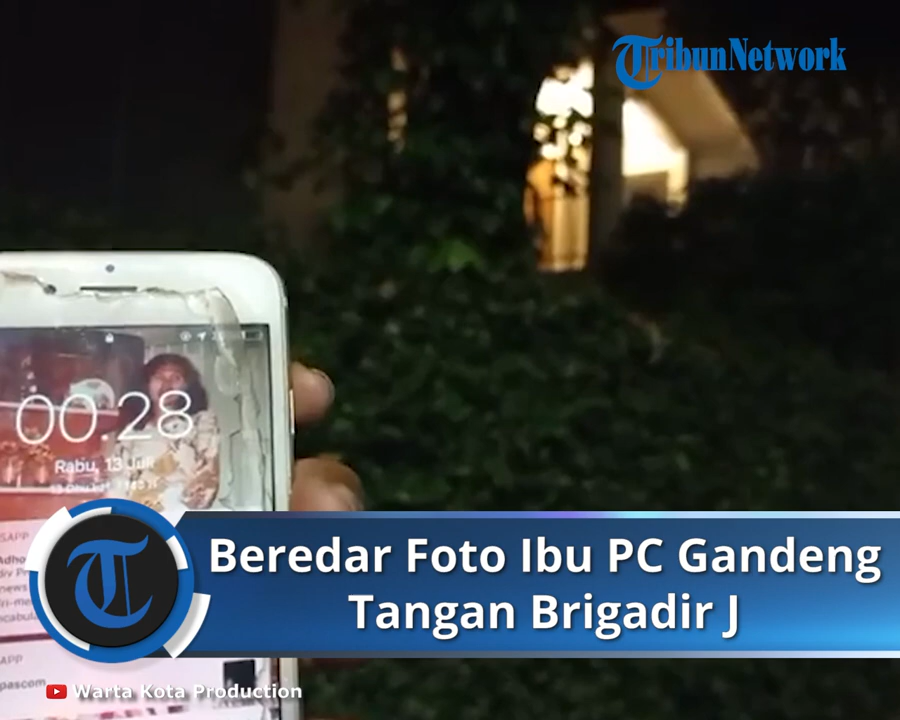 TribunNetwork
00.28
Rabu, 13 Juli
Beredar Foto Ibu PC Gandeng
Tangan Brigadir J
Warta Kota Production